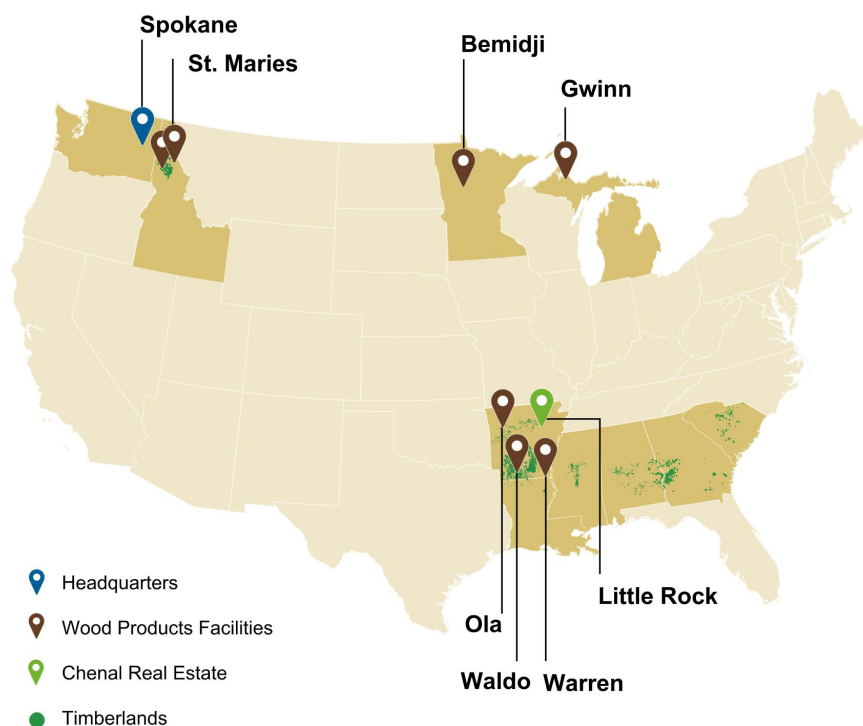 Spokane
St. Maries
Bemidji
Gwinn
Ola
Little Rock
Waldo
Warren
Headquarters
Wood Products Facilities
Chenal Real Estate
Timberlands